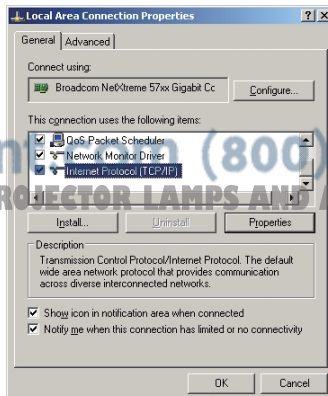 Local Area Connection Properties
General
Advanced
Connect using:
Broadcom NetXtreme 57xx Gigabit Cc
Configure...
This connection uses the following items:
QoS Packet Scheduler
Network Monitor Driver
Internet Protocol (TCP/IP)
com (800)
PROJECTOR LAMPS AND
Install...
Uninstall
Properties
Description
Transmission Control Protocol/Internet Protocol. The default
wide area network protocol that provides communication
across diverse interconnected networks.
Show icon in notification area when connected
Notify me when this connection has limited or no connectivity
OK
Cancel